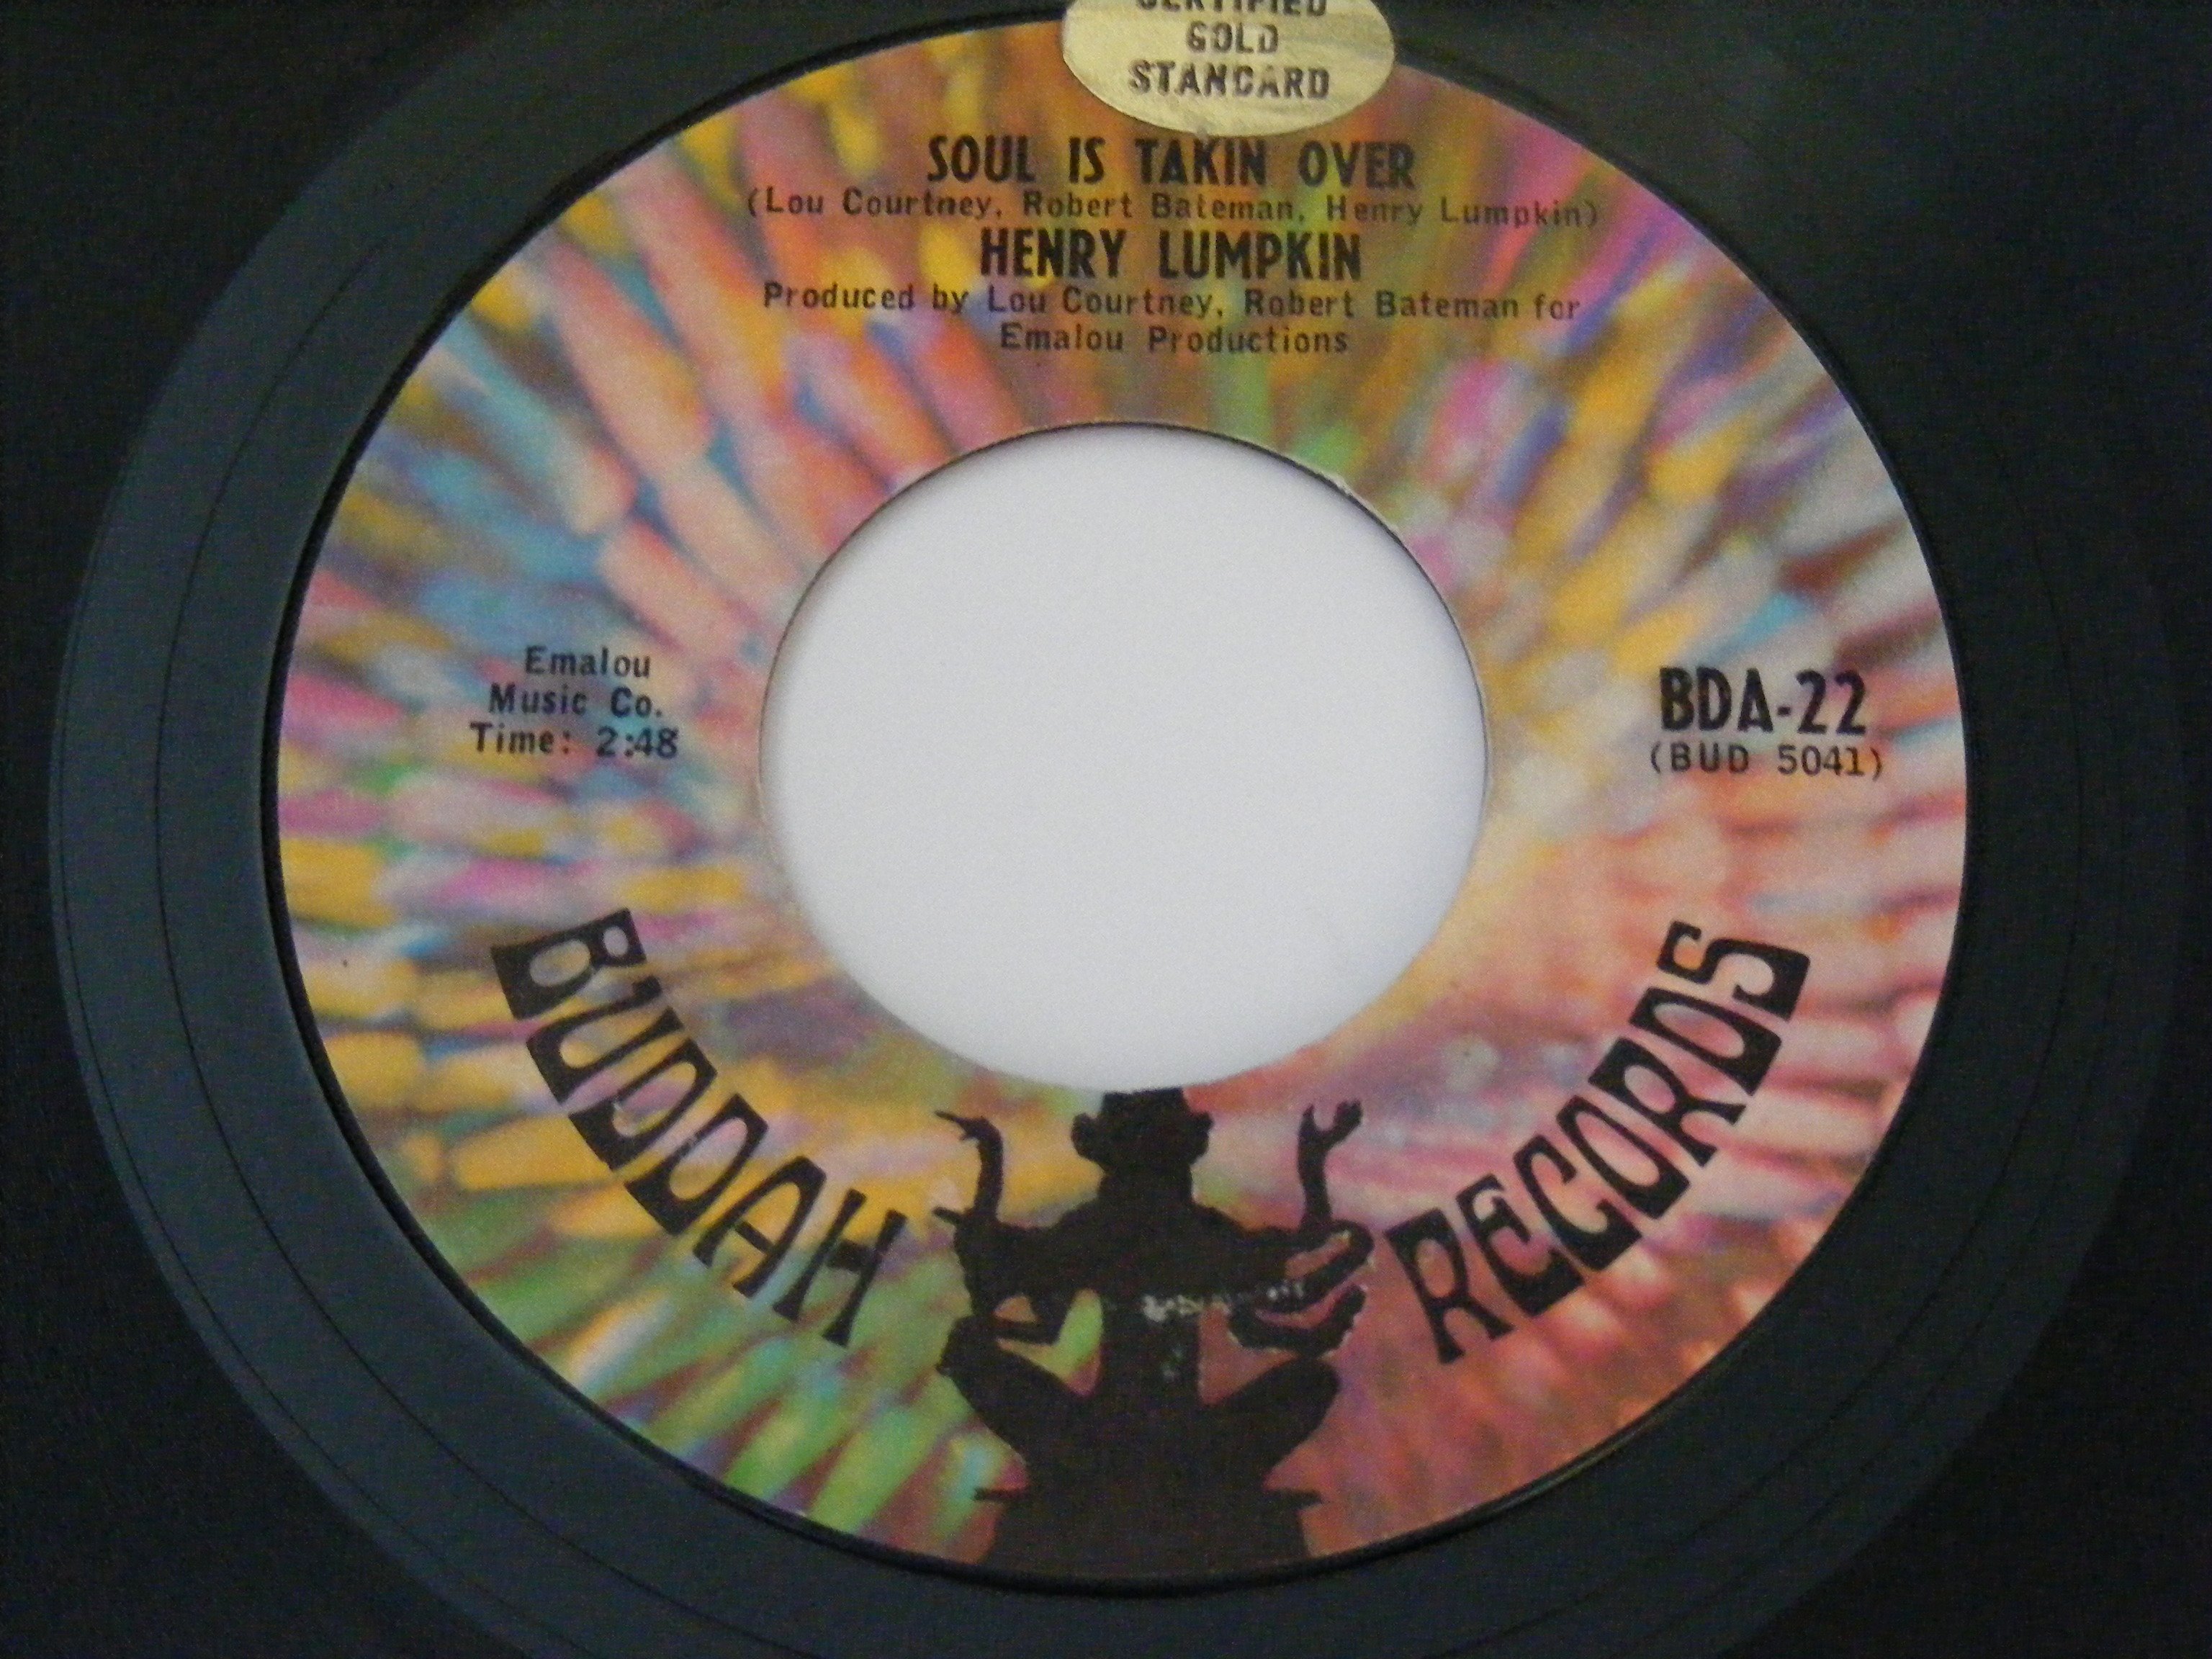 CERTIFIED
GOLD
STANDARD
SOUL IS TAKIN OVER
(Lou Courtney, Robert Bateman, Henry Lumpkin)
HENRY LUMPKIN
Produced by Lou Courtney, Robert Bateman for
Emalou Productions
Emalou
Music Co.
Time: 2:48
BDA-22
(BUD 5041)
BUDDAH RECORDS